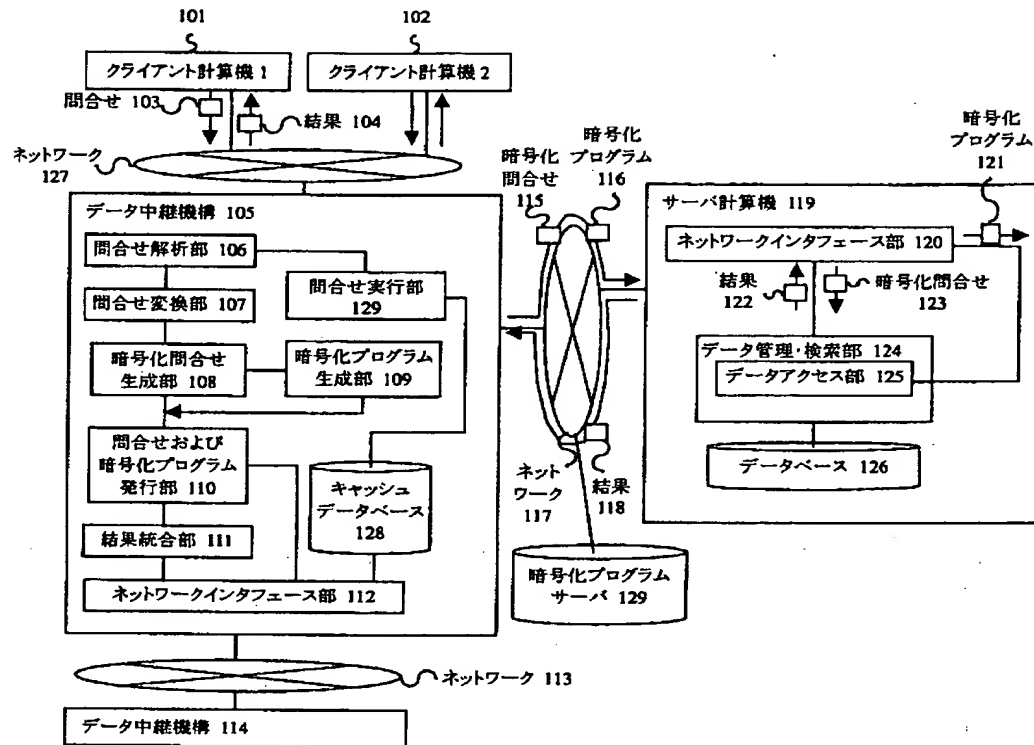 101
102
クライアント計算機 1
クライアント計算機 2
問合せ 103
結果 104
ネットワーク
127
データ中継機構 105
問合せ解析部 106
問合せ変換部 107
問合せ実行部
129
暗号化問合せ
生成部 108
暗号化プログラム
生成部 109
問合せおよび
暗号化プログラム
発行部 110
キャッシュ
データベース
128
結果統合部 111
ネットワークインタフェース部 112
ネットワーク 113
データ中継機構 114
暗号化
問合せ
115
暗号化
プログラム
116
ネット
ワーク
117
結果
118
暗号化プログラム
サーバ 129
暗号化
プログラム
121
サーバ計算機 119
ネットワークインタフェース部 120
結果
122
暗号化問合せ
123
データ管理・検索部 124
データアクセス部 125
データベース 126